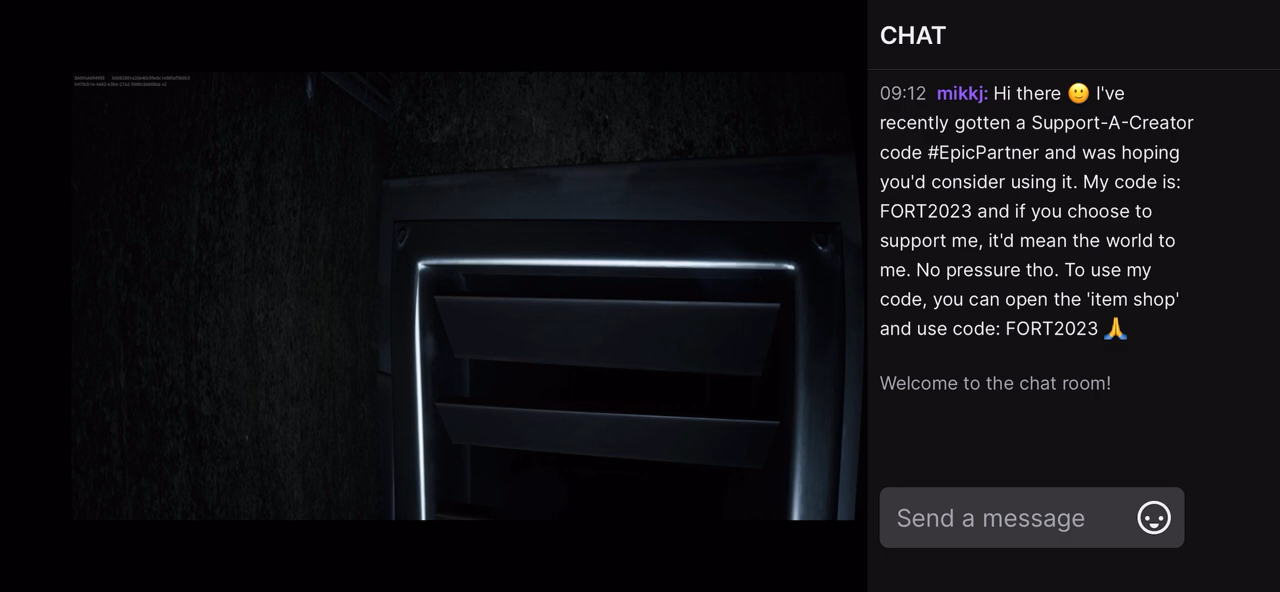 CHAT
09:12 mikkj: Hi there 🙂 I've
recently gotten a Support-A-Creator
code #EpicPartner and was hoping
you'd consider using it. My code is:
FORT2023 and if you choose to
support me, it'd mean the world to
me. No pressure tho. To use my
code, you can open the 'item shop'
and use code: FORT2023 🙏
Welcome to the chat room!
Send a message